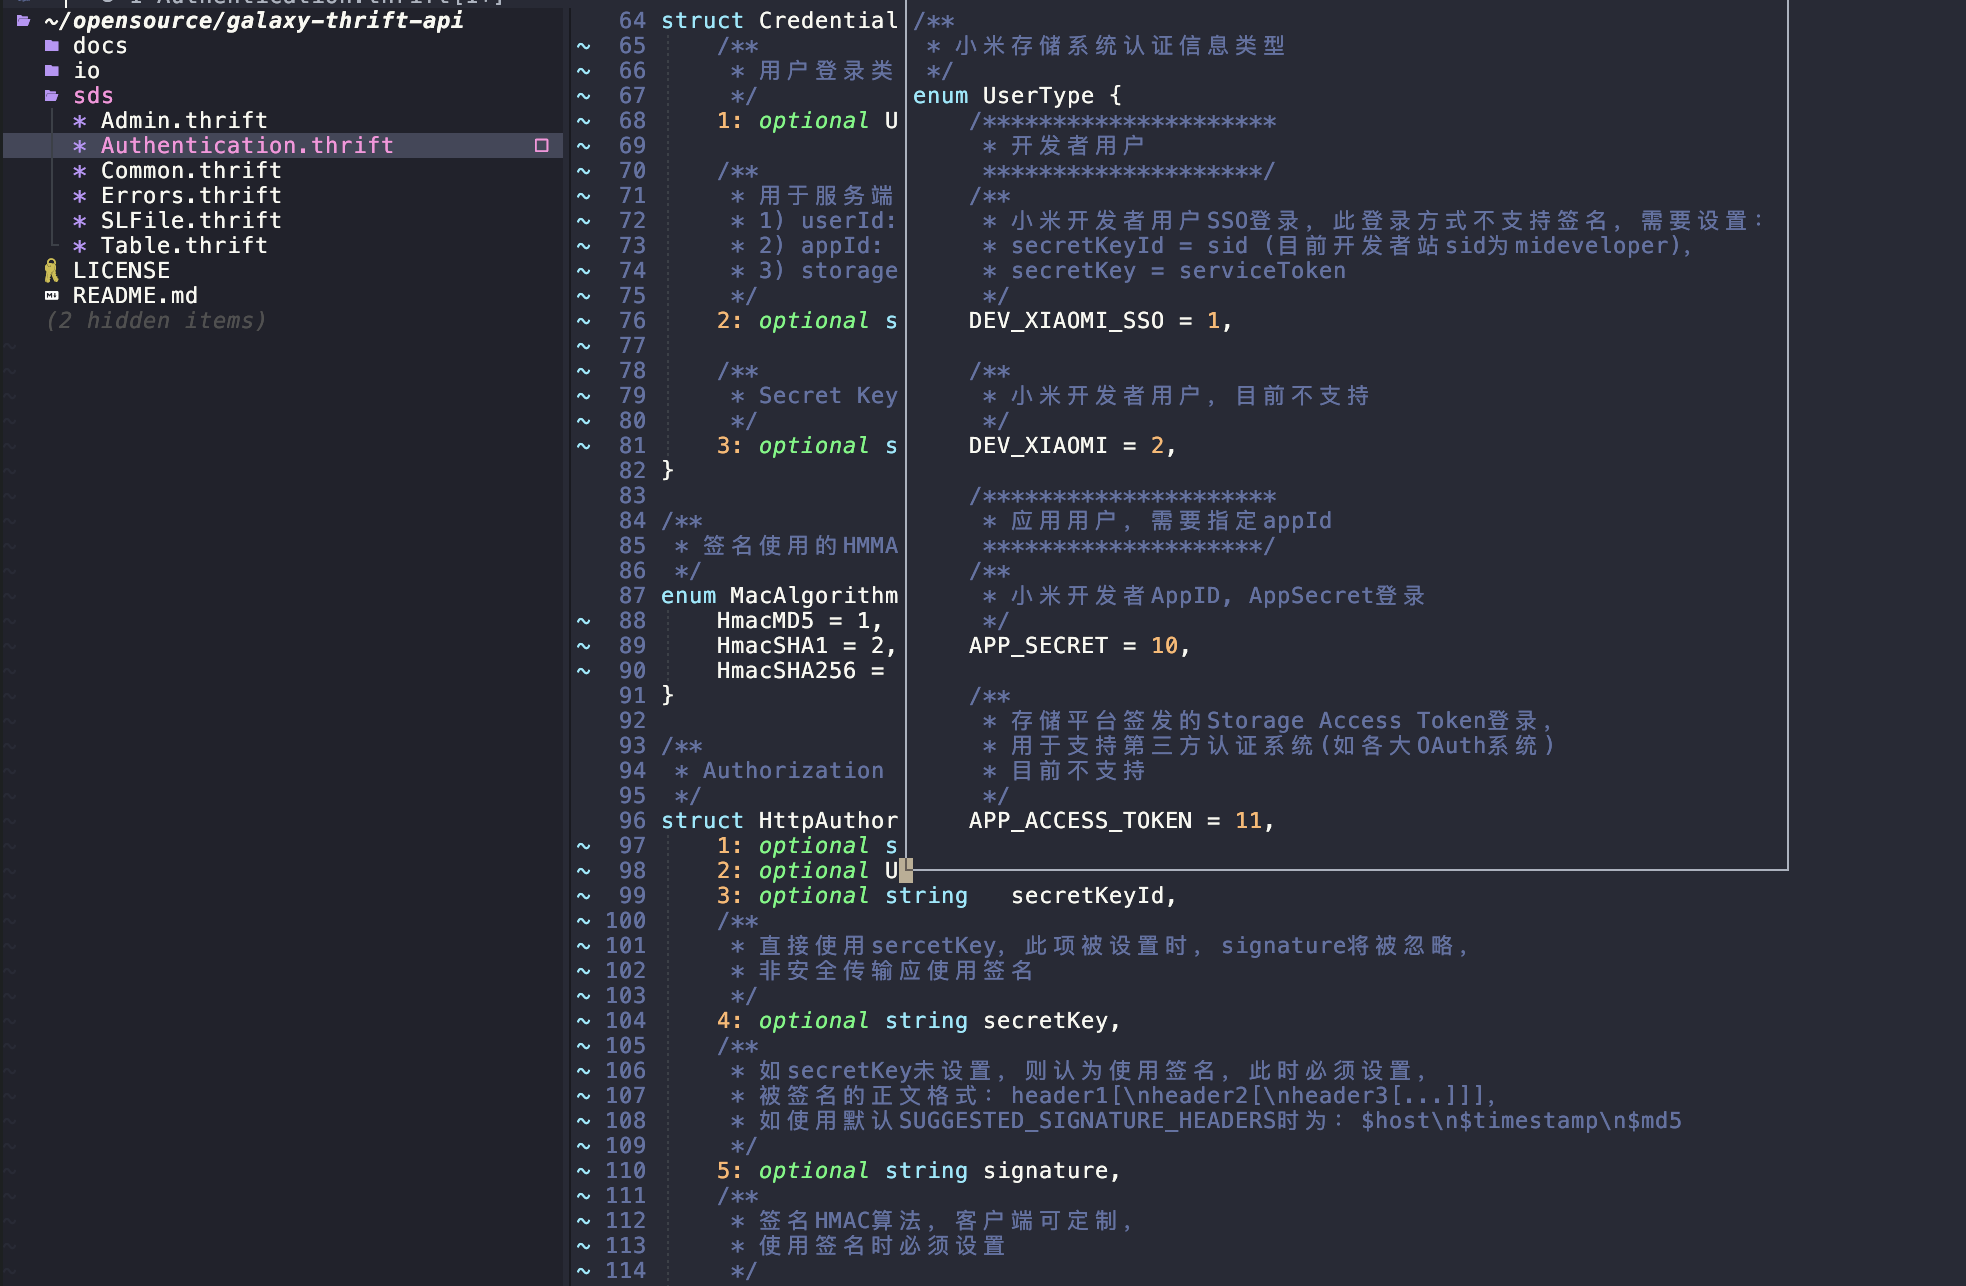 ~/opensource/galaxy-thrift-api
docs
io
sds
* Admin.thrift
* Authentication.thrift
* Common.thrift
* Errors.thrift
* SLFile.thrift
* Table.thrift
LICENSE
README.md
(2 hidden items)
64 struct Credential
~ 65 /**
~ 66 * 用户登录类
~ 67 */
~ 68 1: optional U
~ 69
~ 70 /**
~ 71 * 用于服务端
~ 72 * 1) userId:
~ 73 * 2) appId:
~ 74 * 3) storage
~ 75 */
~ 76 2: optional s
~ 77
~ 78 /**
~ 79 * Secret Key
~ 80 */
~ 81 3: optional s
82 }
83
84 /**
85 * 签名使用的HMMA
86 */
87 enum MacAlgorithm
~ 88 HmacMD5 = 1,
~ 89 HmacSHA1 = 2,
~ 90 HmacSHA256 =
91 }
92
93 /**
94 * Authorization
95 */
96 struct HttpAuthor
~ 97 1: optional s
~ 98 2: optional U
~ 99 3: optional string secretKeyId,
~ 100 /**
~ 101 * 直接使用sercetKey, 此项被设置时, signature将被忽略,
~ 102 * 非安全传输应使用签名
~ 103 */
~ 104 4: optional string secretKey,
~ 105 /**
~ 106 * 如secretKey未设置, 则认为使用签名, 此时必须设置,
~ 107 * 被签名的正文格式: header1[\nheader2[\nheader3[...]]],
~ 108 * 如使用默认SUGGESTED_SIGNATURE_HEADERS时为: $host\n$timestamp\n$md5
~ 109 */
~ 110 5: optional string signature,
~ 111 /**
~ 112 * 签名HMAC算法, 客户端可定制,
~ 113 * 使用签名时必须设置
~ 114 */
/**
* 小米存储系统认证信息类型
*/
enum UserType {
/*********************
* 开发者用户
********************/
/**
* 小米开发者用户SSO登录, 此登录方式不支持签名, 需要设置:
* secretKeyId = sid (目前开发者站sid为mideveloper),
* secretKey = serviceToken
*/
DEV_XIAOMI_SSO = 1,
/**
* 小米开发者用户, 目前不支持
*/
DEV_XIAOMI = 2,
/*********************
* 应用用户, 需要指定appId
********************/
/**
* 小米开发者AppID, AppSecret登录
*/
APP_SECRET = 10,
/**
* 存储平台签发的Storage Access Token登录,
* 用于支持第三方认证系统(如各大OAuth系统)
* 目前不支持
*/
APP_ACCESS_TOKEN = 11,